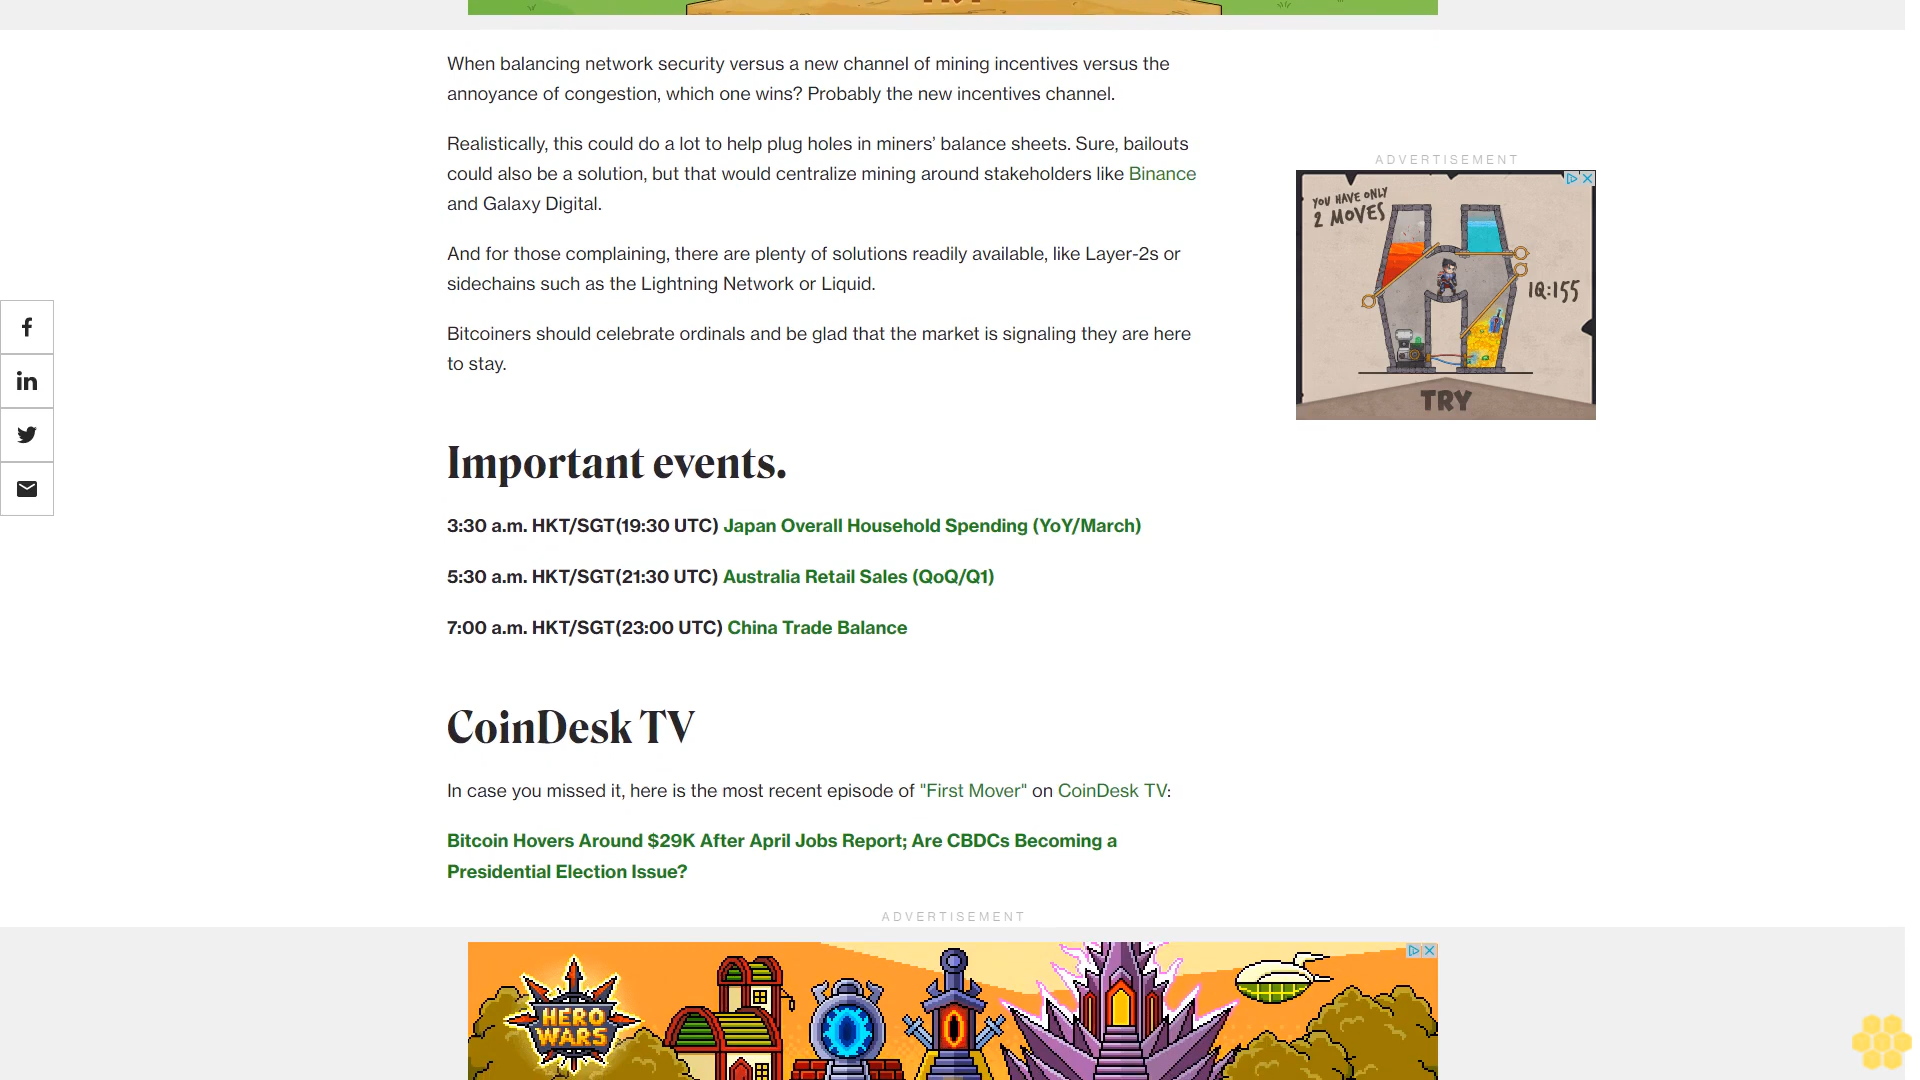 When balancing network security versus a new channel of mining incentives versus the
annoyance of congestion, which one wins? Probably the new incentives channel.
Realistically, this could do a lot to help plug holes in miners’ balance sheets. Sure, bailouts
could also be a solution, but that would centralize mining around stakeholders like Binance
and Galaxy Digital.
And for those complaining, there are plenty of solutions readily available, like Layer-2s or
sidechains such as the Lightning Network or Liquid.
Bitcoiners should celebrate ordinals and be glad that the market is signaling they are here
to stay.
ADVERTISEMENT
YOU HAVE ONLY
2 MOVES
IQ:155
TRY
Important events.
3:30 a.m. HKT/SGT(19:30 UTC) Japan Overall Household Spending (YoY/March)
5:30 a.m. HKT/SGT(21:30 UTC) Australia Retail Sales (QoQ/Q1)
7:00 a.m. HKT/SGT(23:00 UTC) China Trade Balance
CoinDesk TV
In case you missed it, here is the most recent episode of "First Mover" on CoinDesk TV:
Bitcoin Hovers Around $29K After April Jobs Report; Are CBDCs Becoming a
Presidential Election Issue?
ADVERTISEMENT
HERO
WARS